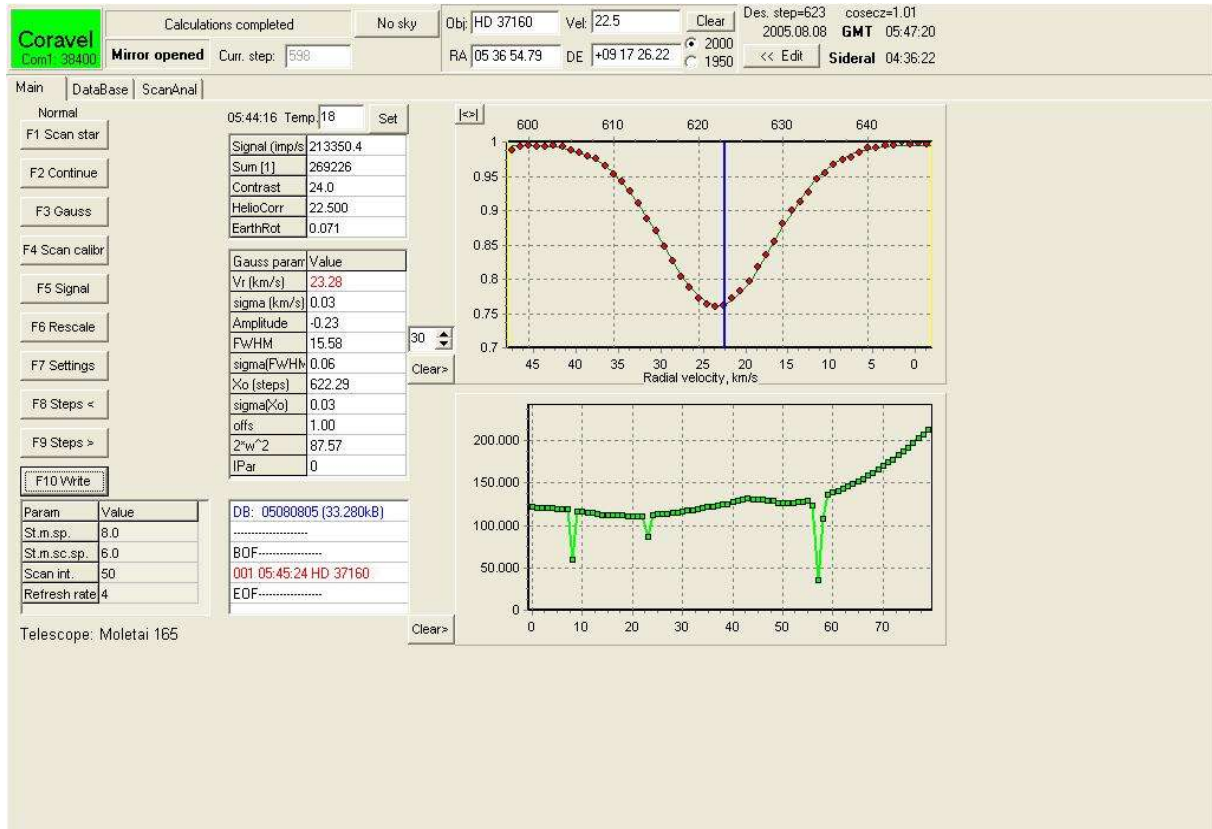 Coravel
Com1: 38400
Calculations completed
No sky
Mirror opened
Curr. step: 598
Obj: HD 37160
Vel: 22.5
Clear
RA 05 36 54.79
DE +09 17 26.22
2000
1950
Des. step=623 cosecz=1.01
2005.08.08 GMT 05:47:20
<< Edit
Sideral 04:36:22
Main DataBase ScanAnal
Normal
F1 Scan star
F2 Continue
F3 Gauss
F4 Scan calibr
F5 Signal
F6 Rescale
F7 Settings
F8 Steps <
F9 Steps >
F10 Write
05:44:16 Temp. 18 Set
Signal (imp/s 213350.4
Sum [1] 269226
Contrast 24.0
HelioCorr 22.500
EarthRot 0.071
Gauss param Value
Vr (km/s) 23.28
sigma (km/s) 0.03
Amplitude -0.23
FWHM 15.58
sigma(FWHM 0.06
Xo (steps) 622.29
sigma(Xo) 0.03
offs 1.00
2*w^2 87.57
IPar 0
30
Clear>
Param Value
St.m.sp. 8.0
St.m.sc.sp. 6.0
Scan int. 50
Refresh rate 4
DB: 05080805 (33.280kB)
--------------------
BOF-----------------
001 05:45:24 HD 37160
EOF-----------------
Telescope: Moletai 165
Clear>
|<>|
600 610 620 630 640
1
0.95
0.9
0.85
0.8
0.75
0.7
45 40 35 30 25 20 15 10 5 0
Radial velocity, km/s
200.000
150.000
100.000
50.000
0
0 10 20 30 40 50 60 70